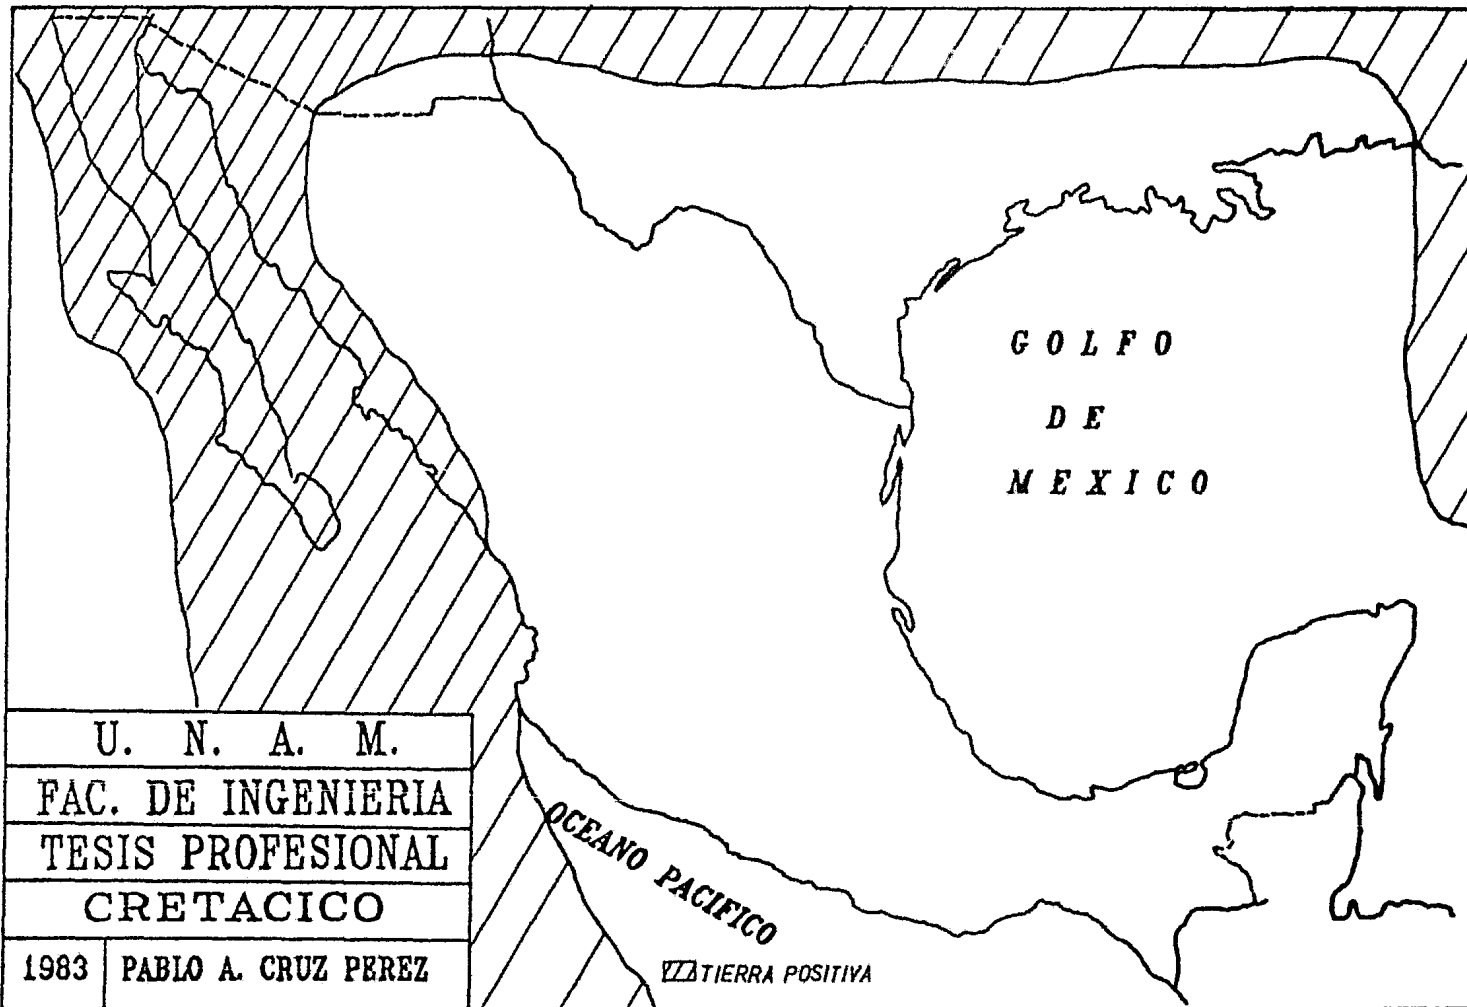 GOLFO
DE
MEXICO
U. N. A. M.
FAC. DE INGENIERIA
TESIS PROFESIONAL
CRETACICO
1983 PABLO A. CRUZ PEREZ
OCEANO PACIFICO
TIERRA POSITIVA